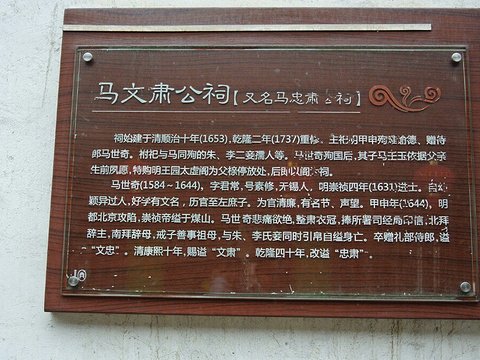 马文肃公祠【又名马忠肃公祠】
祠始建于清顺治十年(1653),乾隆二年(1737)重修。主祀明甲申殉难谕德、赠侍
郎马世奇。附祀与马同殉的朱、李二妾孺人。马世奇殉国后,其子马壬玉依据父亲
生前夙愿,特购明王园太虚阁为父椋停放处,后即以阁祠。
马世奇(1584~1644),字君常,号素修,无锡人,明崇祯四年(1631)进士。自幼
颖异过人,好学有文名,历官至左庶子。为官清廉,有名节、声望。甲申年(1644),明
都北京攻陷,崇祯帝缢于煤山。马世奇悲痛欲绝,整肃衣冠,捧所署司经局印信,北拜
辞主,南拜辞母,戒子善事祖母,与朱、李氏妾同时引帛自缢身亡。卒赠礼部侍郎,谥
“文忠”。清康熙十年,赐谥“文肃”。乾隆四十年,改谥“忠肃”。